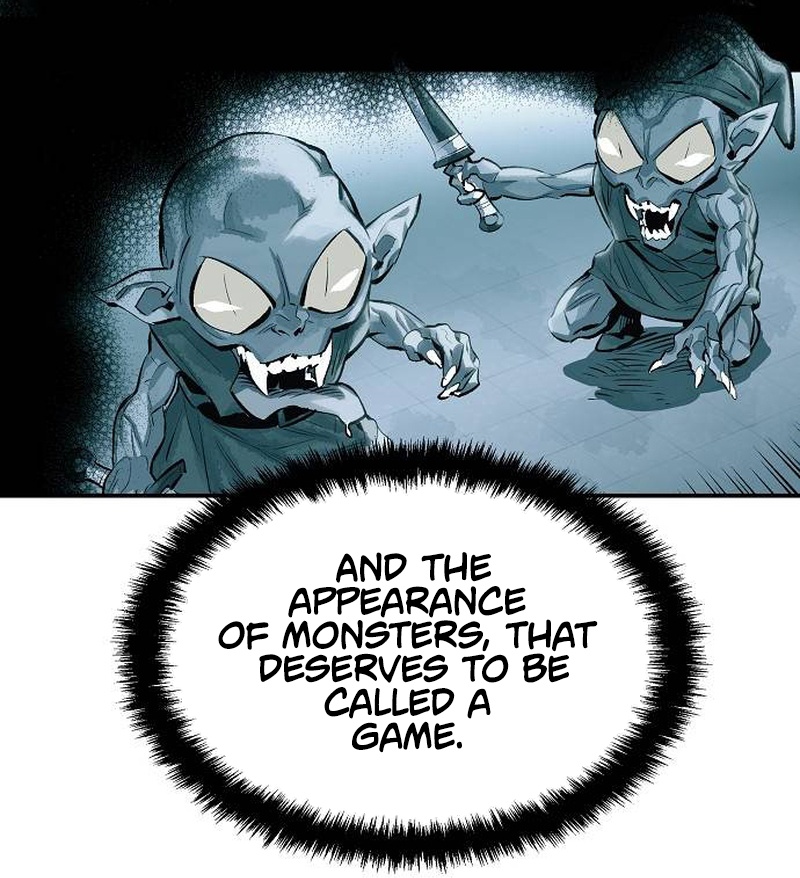 AND THE
APPEARANCE
OF MONSTERS, THAT
DESERVES TO BE
CALLED A
GAME.